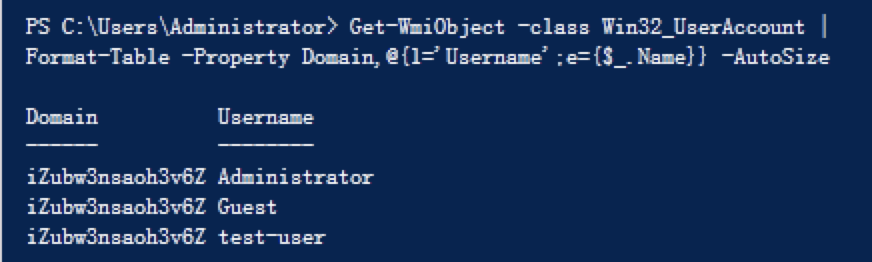 PS C:\Users\Administrator> Get-WmiObject -class Win32_UserAccount |
Format-Table -Property Domain,@{l='Username';e={$_.Name}} -AutoSize
Domain Username
------ --------
iZubw3nsaoh3v6Z Administrator
iZubw3nsaoh3v6Z Guest
iZubw3nsaoh3v6Z test-user